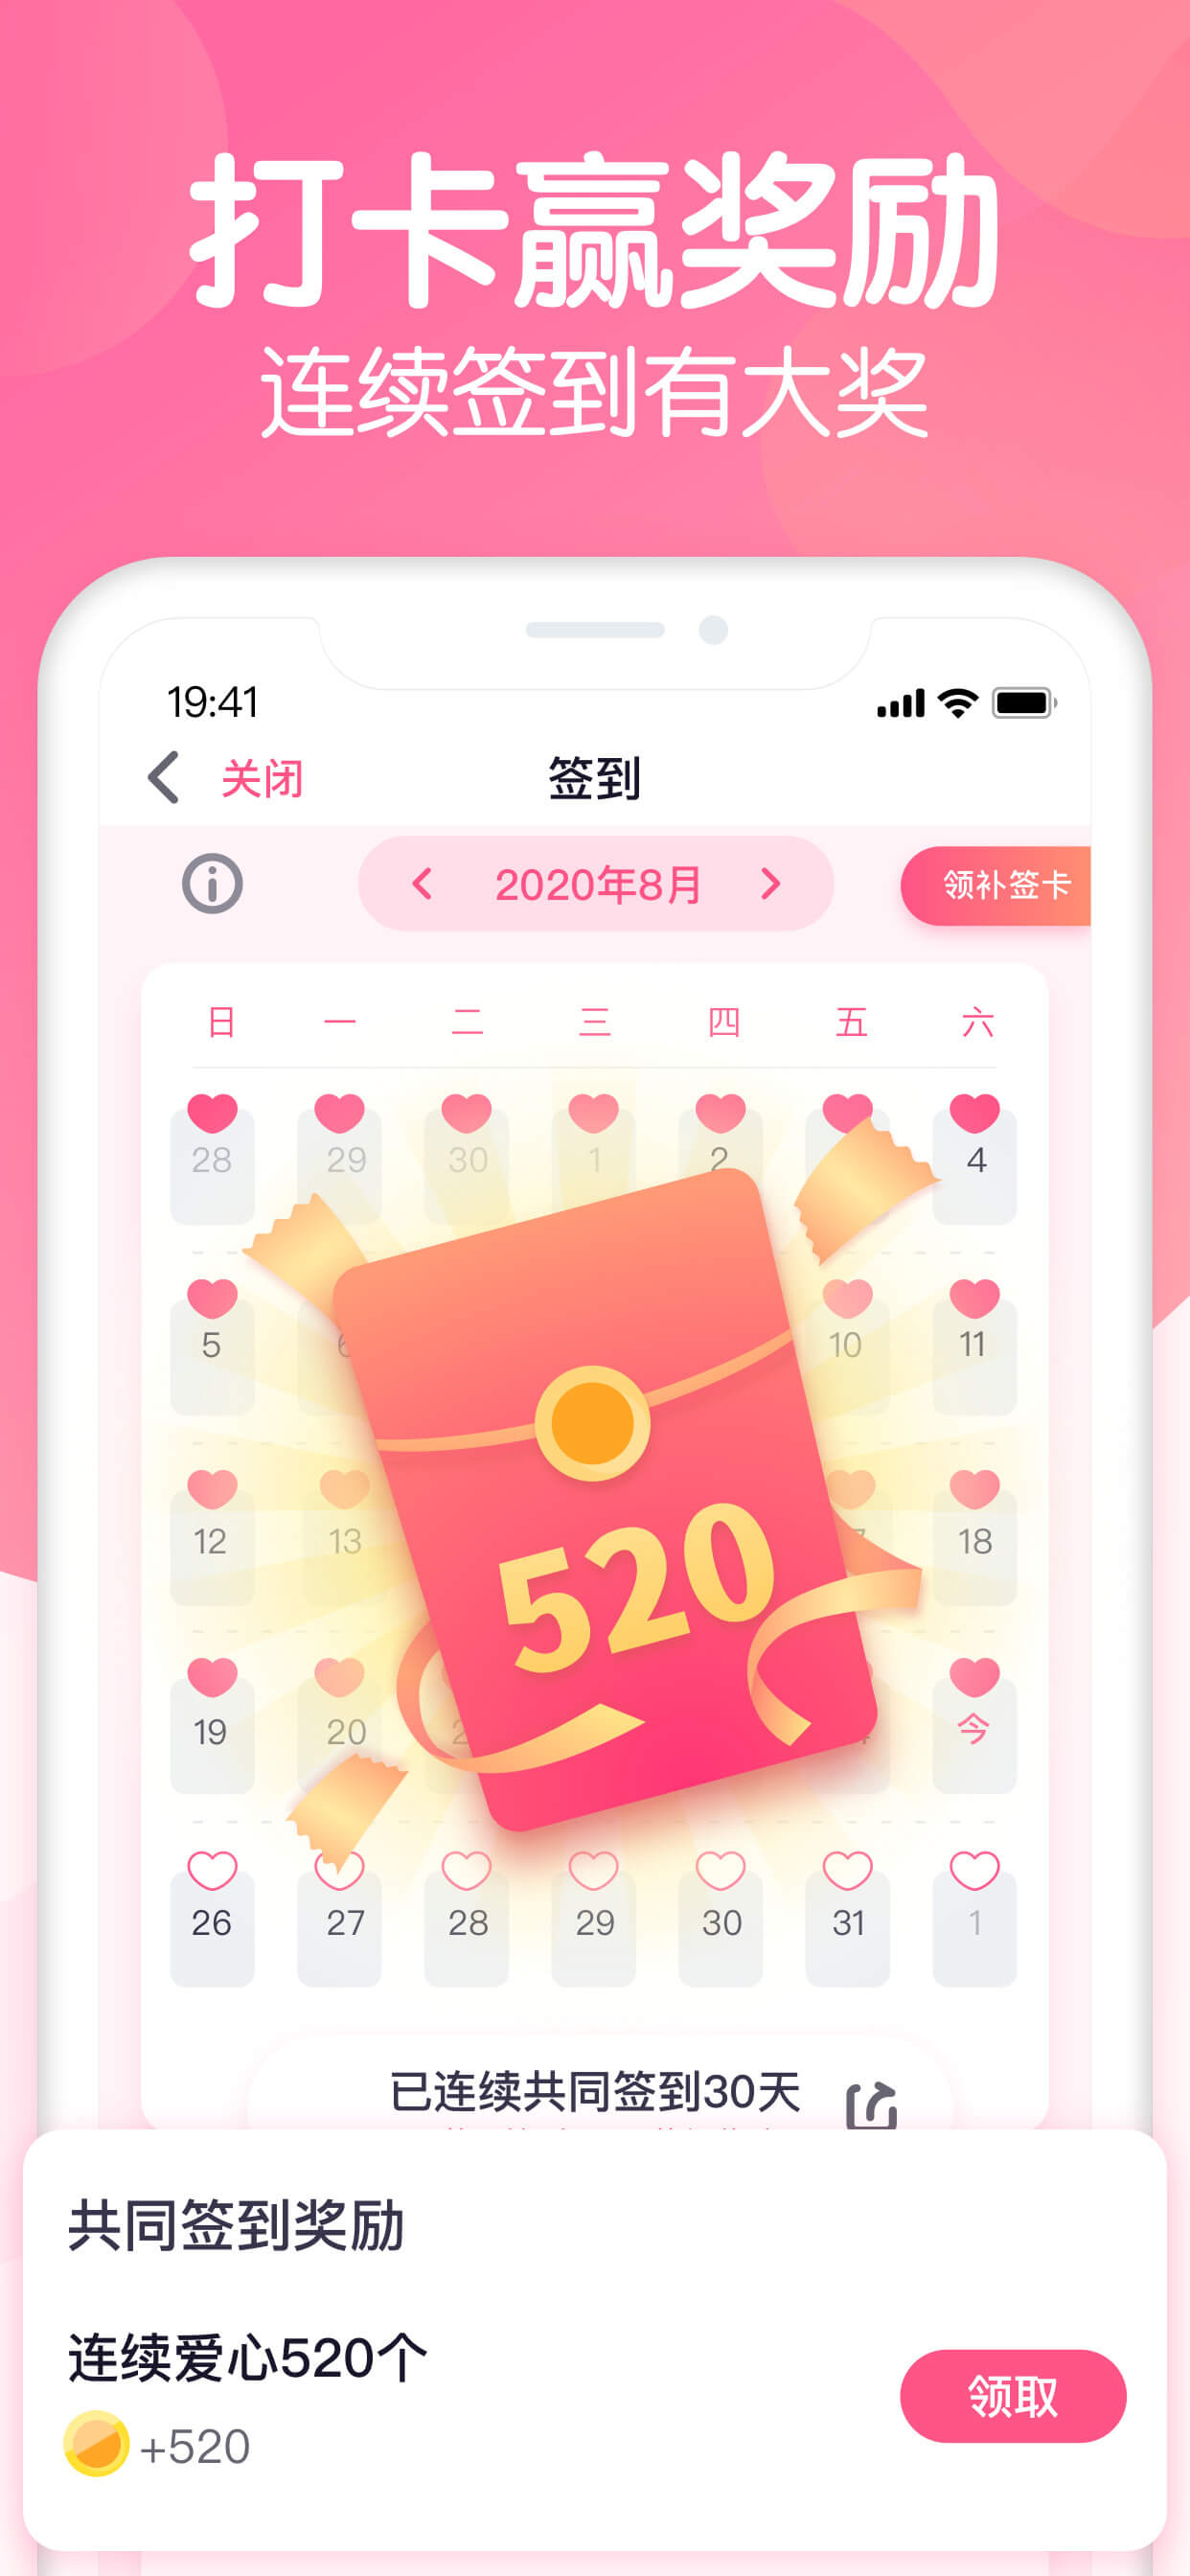 打卡赢奖励
连续签到有大奖
19:41
关闭 签到
2020年8月 领补签卡
日 一 二 三 四 五 六
28 29 30 1 2 4
5 10 11
12 13 18
520
19 20 今
26 27 28 29 30 31 1
已连续共同签到30天
共同签到奖励
连续爱心520个
领取
+520